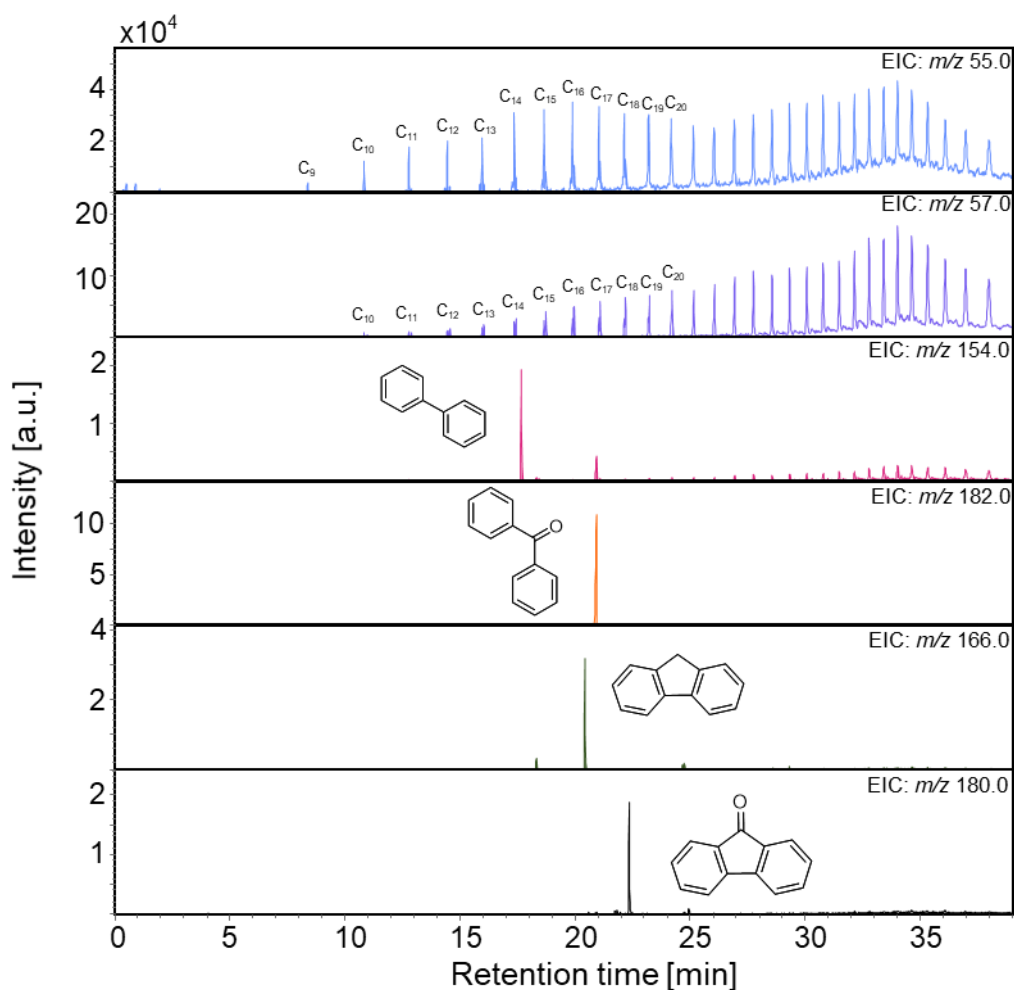 x10⁴
EIC: m/z 55.0
4
2
C₉ C₁₀ C₁₁ C₁₂ C₁₃ C₁₄ C₁₅ C₁₆ C₁₇ C₁₈ C₁₉ C₂₀
EIC: m/z 57.0
20
10
C₁₀ C₁₁ C₁₂ C₁₃ C₁₄ C₁₅ C₁₆ C₁₇ C₁₈ C₁₉ C₂₀
EIC: m/z 154.0
2
1
EIC: m/z 182.0
10
5
O
EIC: m/z 166.0
4
2
EIC: m/z 180.0
2
1
O
Intensity [a.u.]
0 5 10 15 20 25 30 35
Retention time [min]